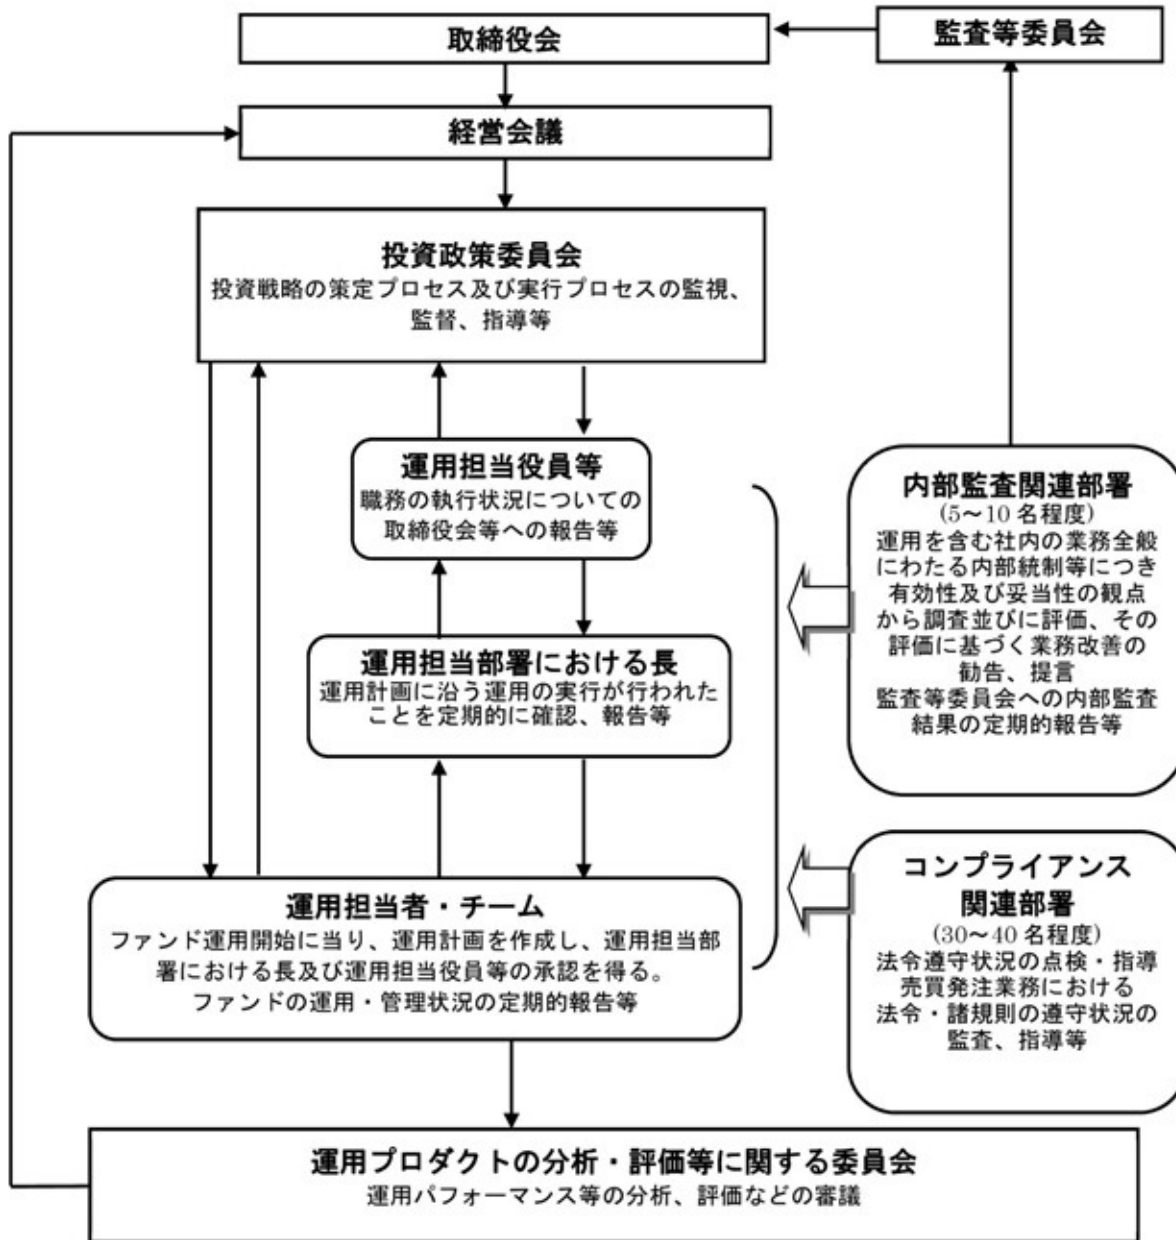 取締役会
監査等委員会
経営会議
投資政策委員会
投資戦略の策定プロセス及び実行プロセスの監視、
監督、指導等
運用担当役員等
職務の執行状況についての
取締役会等への報告等
運用担当部署における長
運用計画に沿う運用の実行が行われた
ことを定期的に確認、報告等
運用担当者・チーム
ファンド運用開始に当り、運用計画を作成し、運用担当部
署における長及び運用担当役員等の承認を得る。
ファンドの運用・管理状況の定期的報告等
内部監査関連部署
(5～10 名程度)
運用を含む社内の業務全般
にわたる内部統制等につき
有効性及び妥当性の観点
から調査並びに評価、その
評価に基づく業務改善の
勧告、提言
監査等委員会への内部監査
結果の定期的報告等
コンプライアンス
関連部署
(30～40 名程度)
法令遵守状況の点検・指導
売買発注業務における
法令・諸規則の遵守状況の
監査、指導等
運用プロダクトの分析・評価等に関する委員会
運用パフォーマンス等の分析、評価などの審議